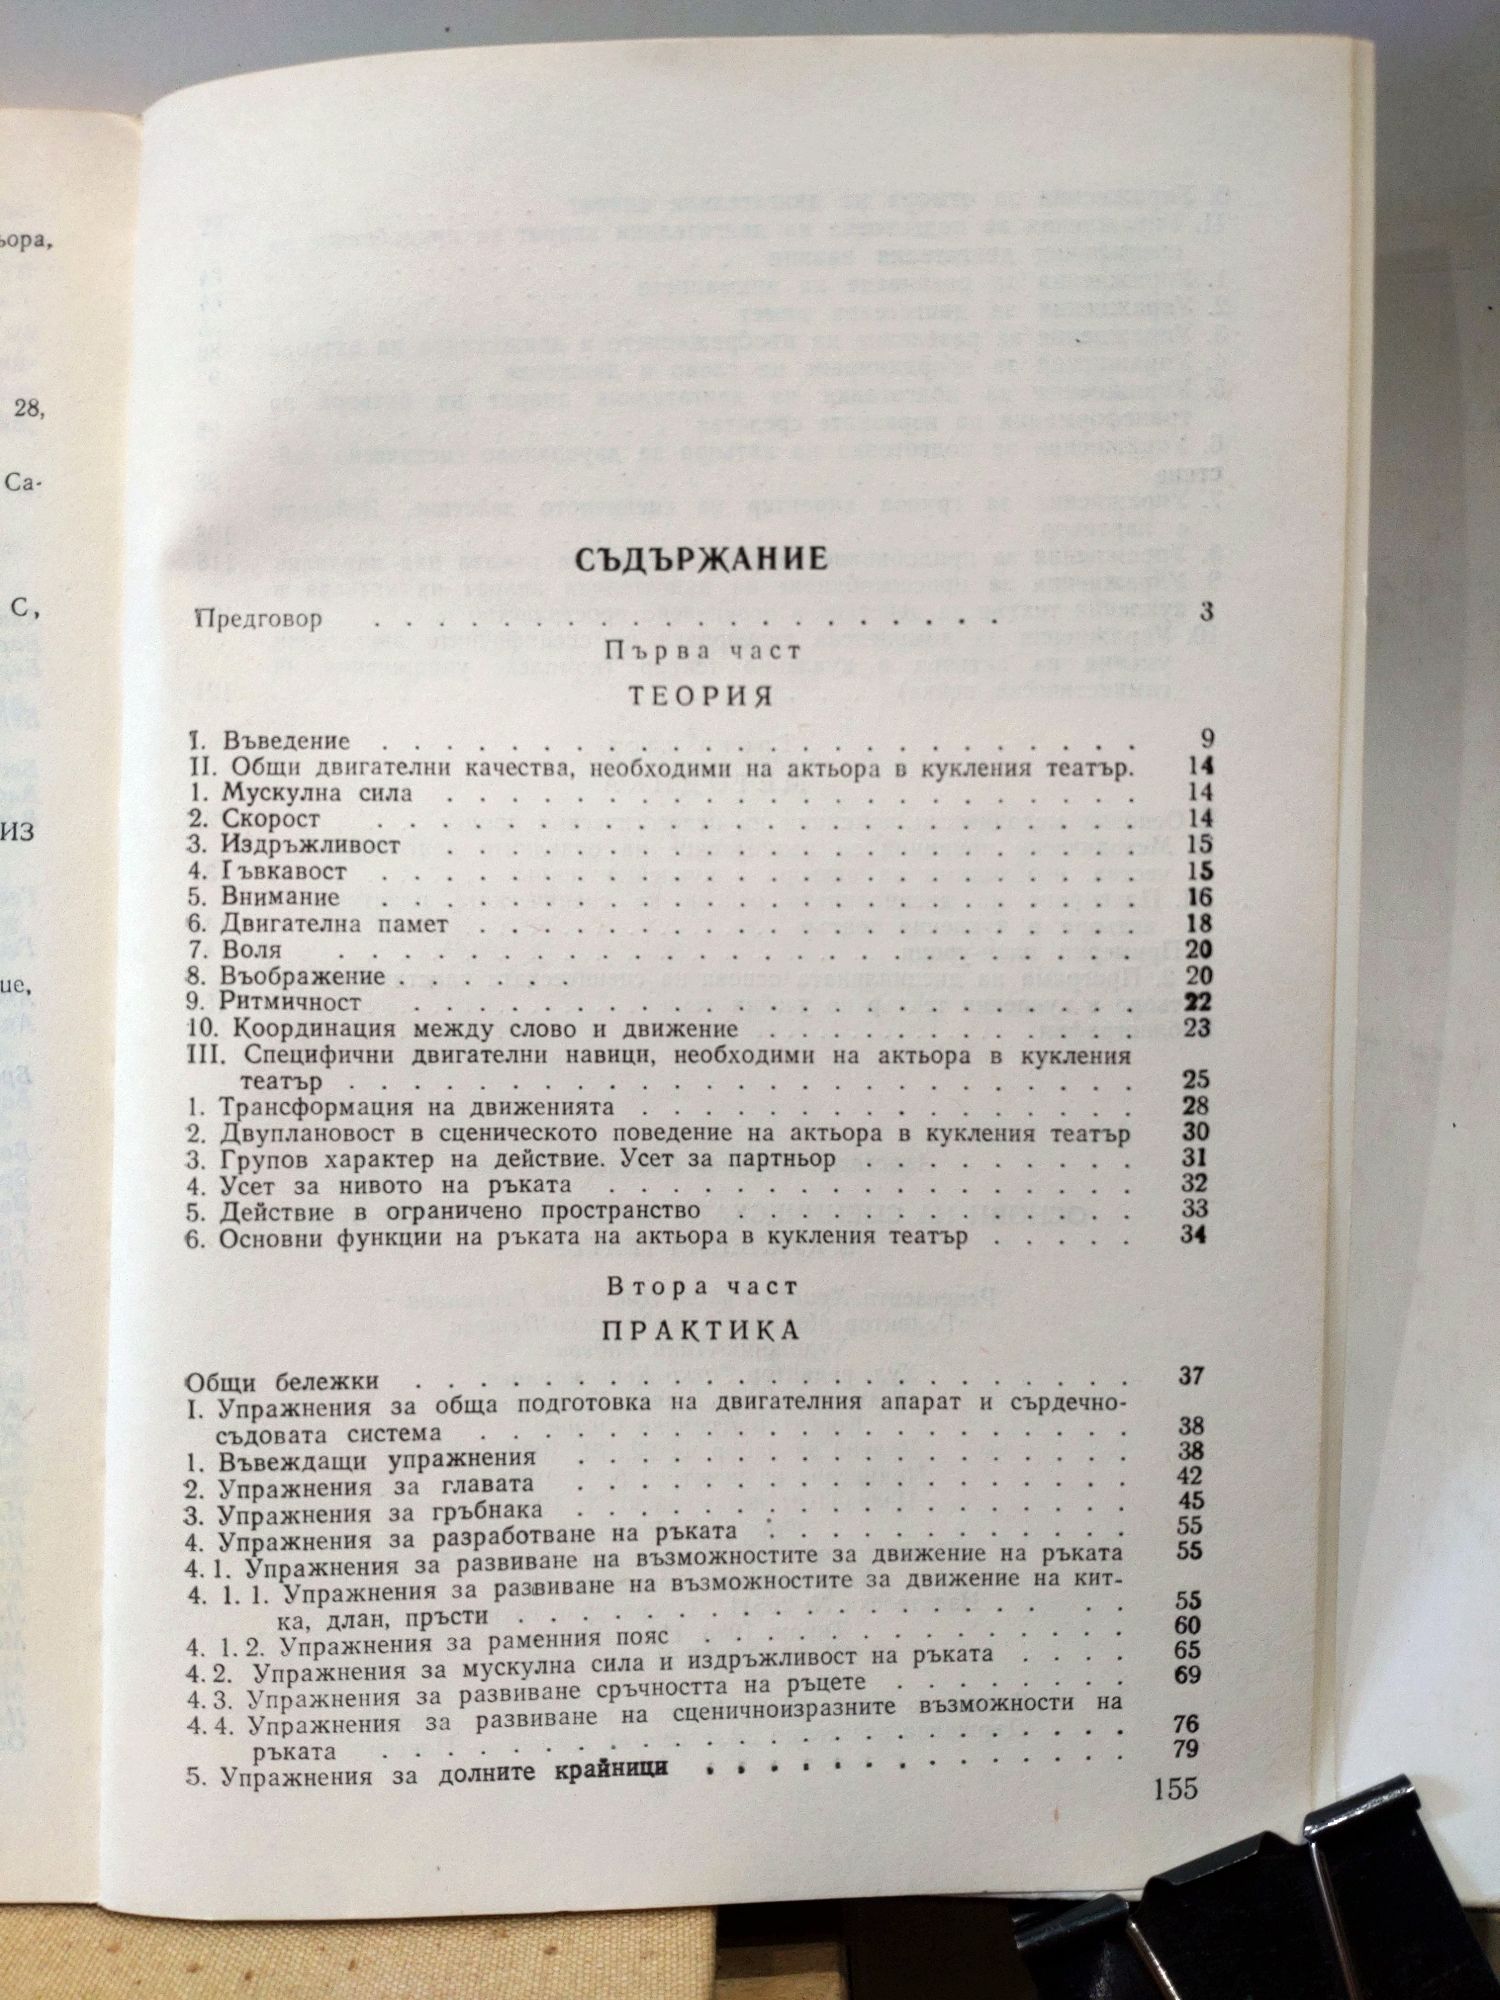 ьора,
28,
Са-
С,
ИЗ
ие,
СЪДЪРЖАНИЕ
Предговор . . . . . . . . . . . . . . . . . . . . 3
Първа част
ТЕОРИЯ
I. Въведение . . . . . . . . . . . . . . . . . . . . 9
II. Общи двигателни качества, необходими на актьора в кукления театър. 14
1. Мускулна сила . . . . . . . . . . . . . . . . . . 14
2. Скорост . . . . . . . . . . . . . . . . . . . . 14
3. Издръжливост . . . . . . . . . . . . . . . . . . 15
4. Гъвкавост . . . . . . . . . . . . . . . . . . . . 15
5. Внимание . . . . . . . . . . . . . . . . . . . . 16
6. Двигателна памет . . . . . . . . . . . . . . . . . 18
7. Воля . . . . . . . . . . . . . . . . . . . . . 20
8. Въображение . . . . . . . 20
9. Ритмичност . . . . . . . . . . . . . . . . . . . 22
10. Координация между слово и движение . . . . . . . . . . 23
III. Специфични двигателни навици, необходими на актьора в кукления
театър . . . . . . . . . . . . . . . . . . . . . 25
1. Трансформация на движенията . . . . . . . . . . . . . 28
2. Двуплановост в сценическото поведение на актьора в кукления театър 30
3. Групов характер на действие. Усет за партньор . . . . . . . 31
4. Усет за нивото на ръката . . . . . . . . . . . . . . 32
5. Действие в ограничено пространство . . . . . . . . . . . 33
6. Основни функции на ръката на актьора в кукления театър . . . . . 34
Втора част
ПРАКТИКА
Общи бележки . . . . . . . . . . . . . . . . . . . 37
I. Упражнения за обща подготовка на двигателния апарат и сърдечно-
съдовата система . . . . . . . . . . . . . . . . . 38
1. Въвеждащи упражнения . . . . . . . . . . . . . . . 38
2. Упражнения за главата . . . . . . . . . . . . . . . 42
3. Упражнения за гръбнака . . . . . . . . . . . . . . . 45
4. Упражнения за разработване на ръката . . . . . . . . . . 55
4.1. Упражнения за развиване на възможностите за движение на ръката 55
4. 1. 1. Упражнения за развиване на възможностите за движение на кит-
ка, длан, пръсти . . . . . . . . . . . . . . . . . 55
4. 1. 2. Упражнения за раменния пояс . . . . . . . . . . . . 60
4. 2. Упражнения за мускулна сила и издръжливост на ръката . . . . 65
4. 3. Упражнения за развиване сръчността на ръцете . . . . . . . 69
4. 4. Упражнения за развиване на сценичноизразните възможности на
ръката . . . . . . . . . . . . . . . . . . . . 76
5. Упражнения за долните крайници . . . . . . . . . . . . 79
155